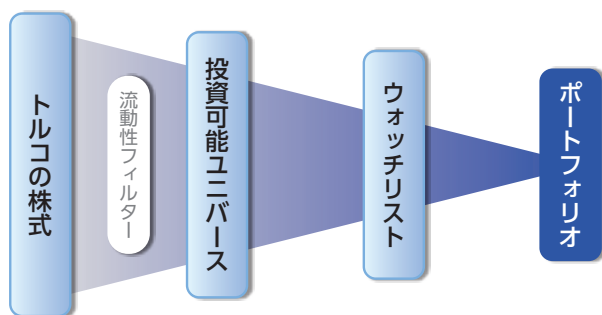 トルコの株式
流動性フィルター
投資可能ユニバース
ウォッチリスト
ポートフォリオ